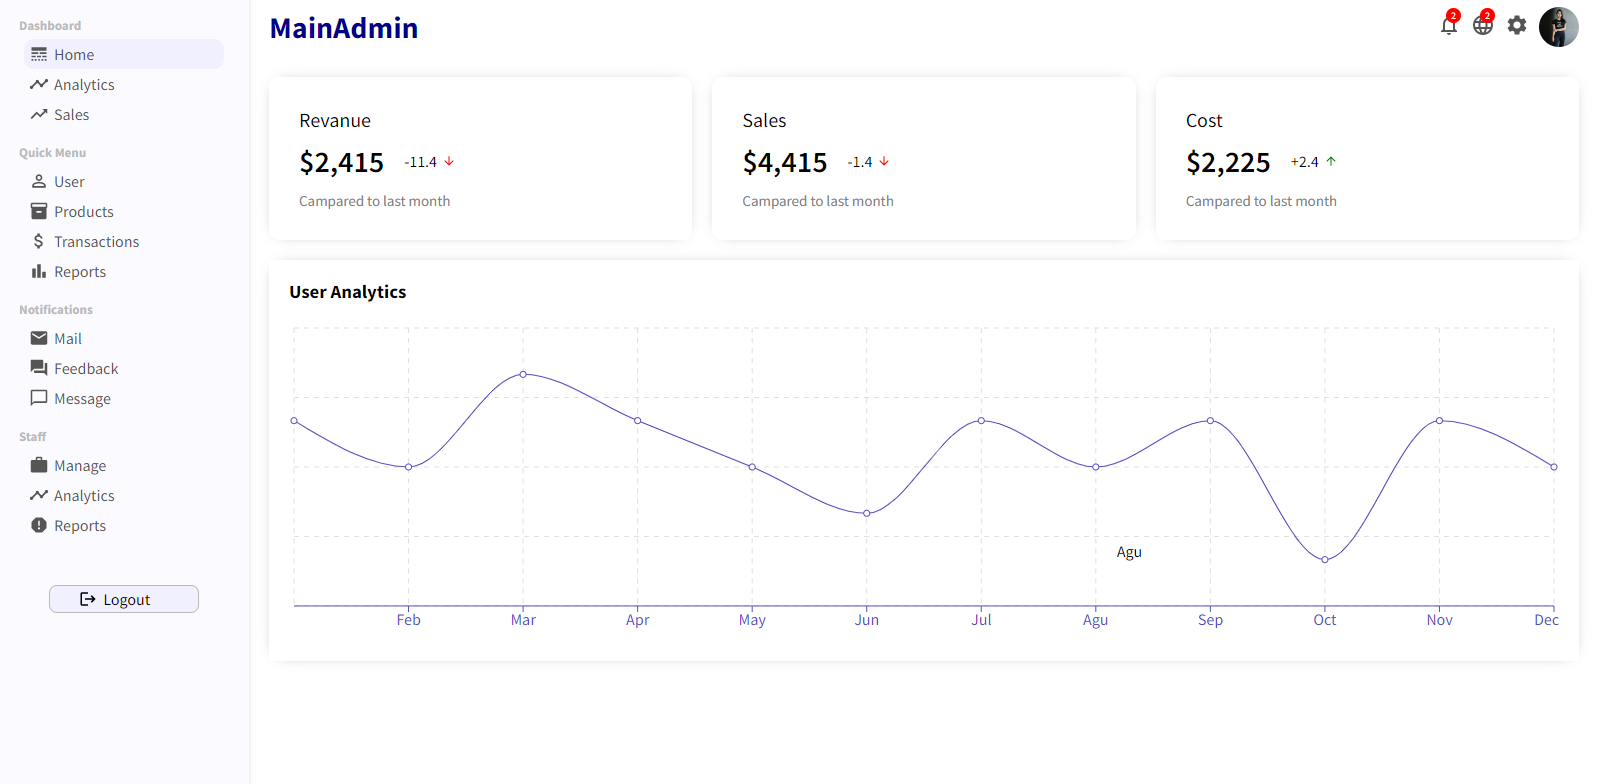 Dashboard
Home
Analytics
Sales
Quick Menu
User
Products
Transactions
Reports
Notifications
Mail
Feedback
Message
Staff
Manage
Analytics
Reports
Logout
MainAdmin
2
2
Revanue
$2,415 -11.4
Campared to last month
Sales
$4,415 -1.4
Campared to last month
Cost
$2,225 +2.4
Campared to last month
User Analytics
Agu
Feb Mar Apr May Jun Jul Agu Sep Oct Nov Dec